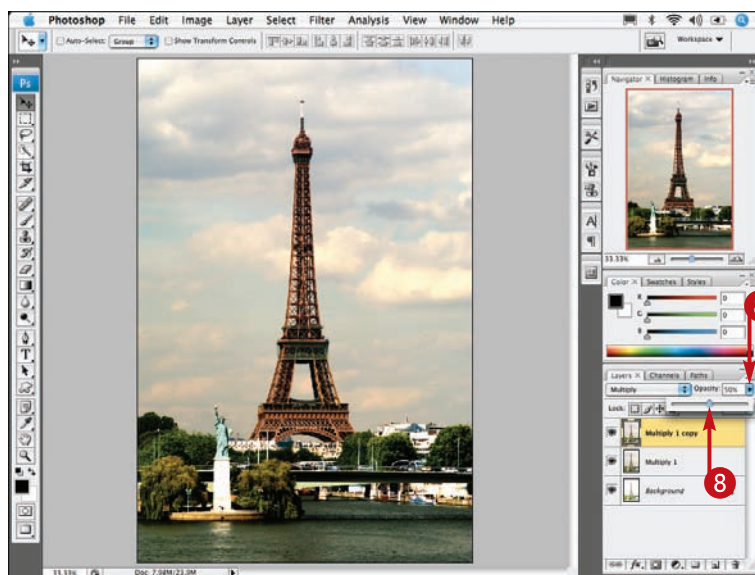 Photoshop File Edit Image Layer Select Filter Analysis View Window Help
Auto-Select: Group Show Transform Controls Workspace
Ps
Navigator × Histogram Info
33.33%
Color × Swatches Styles
R 0
G 0
B 0
Layers × Channels Paths
Multiply Opacity: 50%
Lock:
Multiply 1 copy
Multiply 1
Background
8
33.33% Doc: 7.98M/23.9M